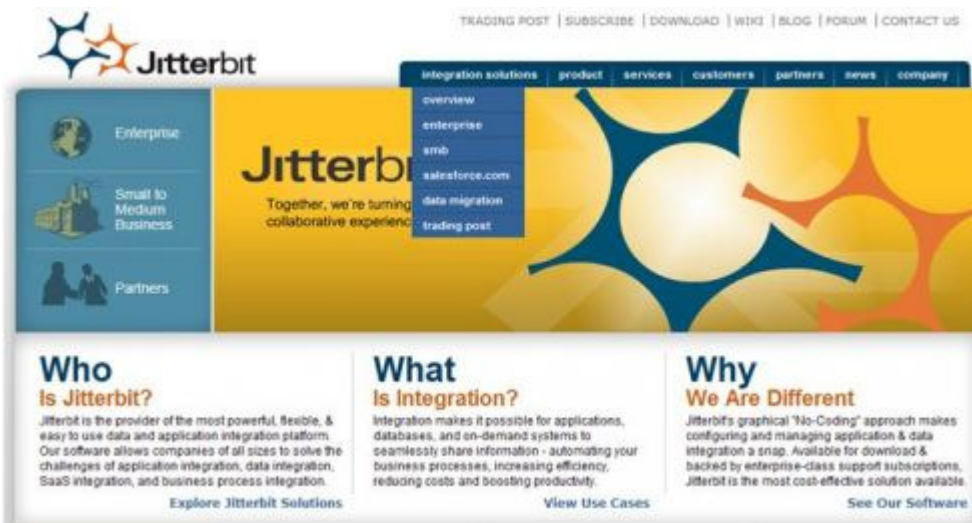 TRADING POST | SUBSCRIBE | DOWNLOAD | WIKI | BLOG | FORUM | CONTACT US
Jitterbit
integration solutions product services customers partners news company
overview
enterprise
smb
salesforce.com
data migration
trading post
Enterprise
Small to
Medium
Business
Partners
Jitterbi
Together, we're turning
collaborative experienc
Who
Is Jitterbit?
Jitterbit is the provider of the most powerful, flexible, &
easy to use data and application integration platform.
Our software allows companies of all sizes to solve the
challenges of application integration, data integration,
SaaS integration, and business process integration.
Explore Jitterbit Solutions
What
Is Integration?
Integration makes it possible for applications,
databases, and on-demand systems to
seamlessly share information - automating your
business processes, increasing efficiency,
reducing costs and boosting productivity.
View Use Cases
Why
We Are Different
Jitterbit's graphical "No-Coding" approach makes
configuring and managing application & data
integration a snap. Available for download &
backed by enterprise-class support subscriptions,
Jitterbit is the most cost-effective solution available.
See Our Software